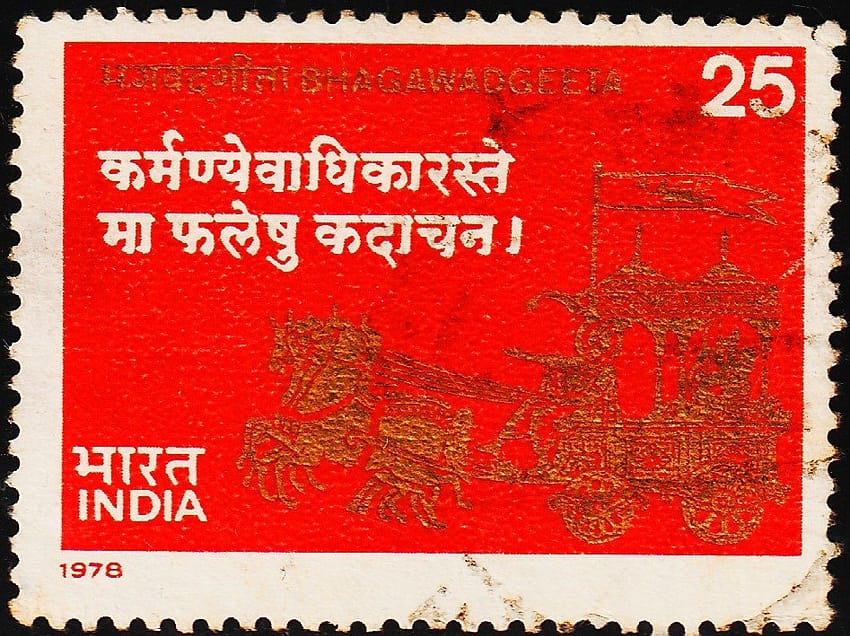 भगवद्गीता BHAGAWADGEETA
25
कर्मण्येवाधिकारस्ते
मा फलेषु कदाचन।
भारत
INDIA
1978